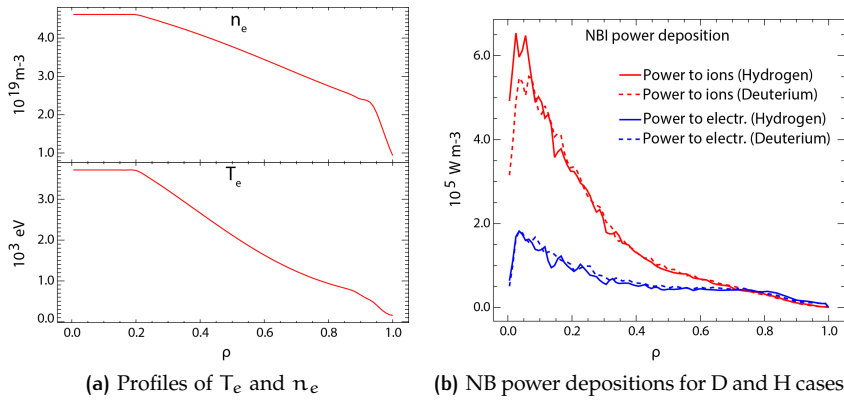 n_e
10^19 m-3
4.0
3.0
2.0
1.0
T_e
10^3 eV
3.0
2.0
1.0
0.0
0.0 0.2 0.4 0.6 0.8 1.0
ρ
(a) Profiles of T_e and n_e
NBI power deposition
Power to ions (Hydrogen)
Power to ions (Deuterium)
Power to electr. (Hydrogen)
Power to electr. (Deuterium)
10^5 W m-3
6.0
4.0
2.0
0.0
0.0 0.2 0.4 0.6 0.8 1.0
ρ
(b) NB power depositions for D and H cases